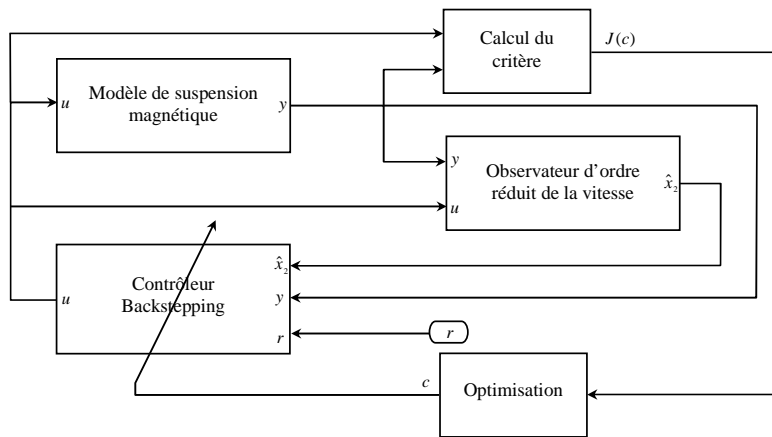 Calcul du
critère
J(c)
Modèle de suspension
magnétique
u
y
y
u
Observateur d'ordre
réduit de la vitesse
x̂₂
Contrôleur
Backstepping
u
x̂₂
y
r
r
c
Optimisation